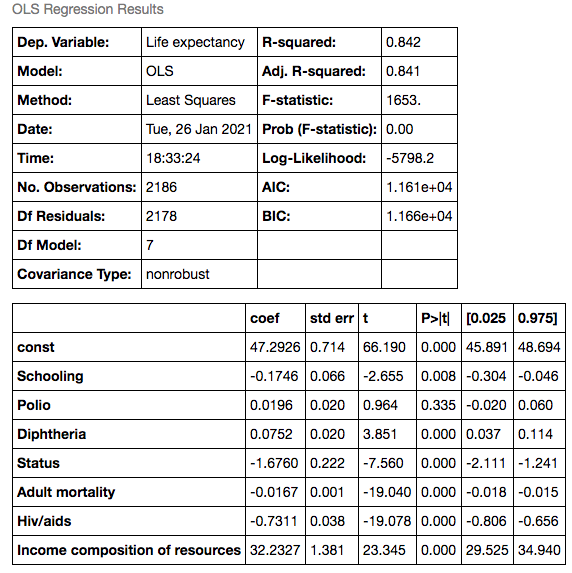 OLS Regression Results
Dep. Variable: Life expectancy R-squared: 0.842
Model: OLS Adj. R-squared: 0.841
Method: Least Squares F-statistic: 1653.
Date: Tue, 26 Jan 2021 Prob (F-statistic): 0.00
Time: 18:33:24 Log-Likelihood: -5798.2
No. Observations: 2186 AIC: 1.161e+04
Df Residuals: 2178 BIC: 1.166e+04
Df Model: 7
Covariance Type: nonrobust
coef std err t P>|t| [0.025 0.975]
const 47.2926 0.714 66.190 0.000 45.891 48.694
Schooling -0.1746 0.066 -2.655 0.008 -0.304 -0.046
Polio 0.0196 0.020 0.964 0.335 -0.020 0.060
Diphtheria 0.0752 0.020 3.851 0.000 0.037 0.114
Status -1.6760 0.222 -7.560 0.000 -2.111 -1.241
Adult mortality -0.0167 0.001 -19.040 0.000 -0.018 -0.015
Hiv/aids -0.7311 0.038 -19.078 0.000 -0.806 -0.656
Income composition of resources 32.2327 1.381 23.345 0.000 29.525 34.940